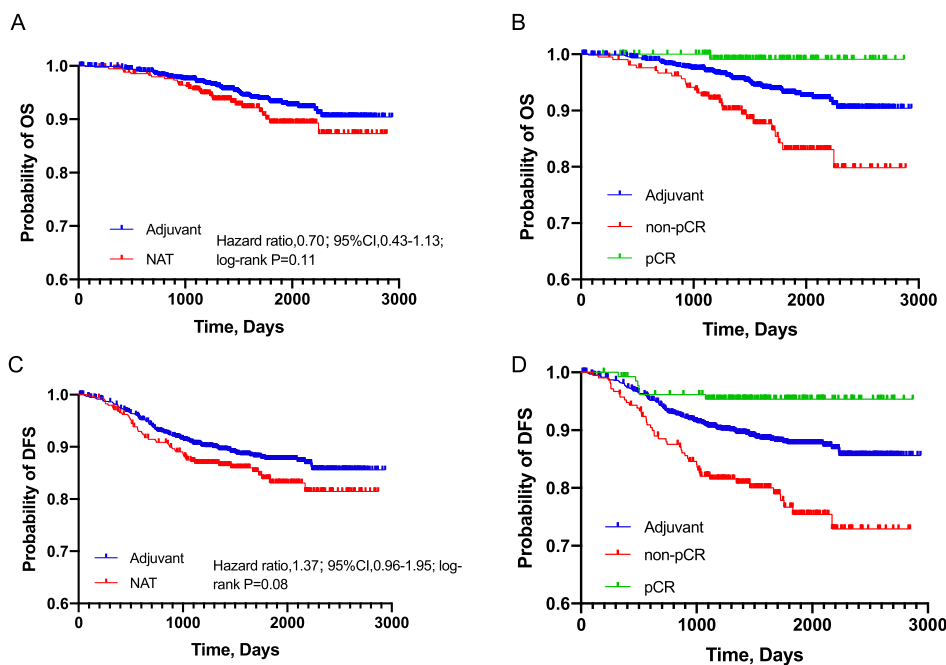 A
Probability of OS
1.0
0.9
0.8
0.7
0.6
Adjuvant
NAT
Hazard ratio,0.70; 95%CI,0.43-1.13;
log-rank P=0.11
0 1000 2000 3000
Time, Days
B
Probability of OS
1.0
0.9
0.8
0.7
0.6
Adjuvant
non-pCR
pCR
0 1000 2000 3000
Time, Days
C
Probability of DFS
1.0
0.9
0.8
0.7
0.6
Adjuvant
NAT
Hazard ratio,1.37; 95%CI,0.96-1.95; log-
rank P=0.08
0 1000 2000 3000
Time, Days
D
Probability of DFS
1.0
0.9
0.8
0.7
0.6
Adjuvant
non-pCR
pCR
0 1000 2000 3000
Time, Days